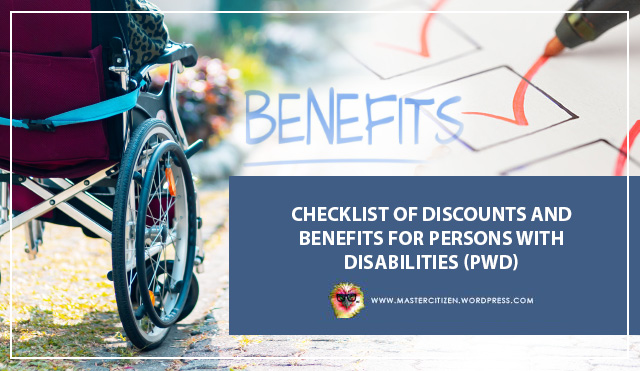 BENEFITS
CHECKLIST OF DISCOUNTS AND
BENEFITS FOR PERSONS WITH
DISABILITIES (PWD)
WWW.MASTERCITIZEN.WORDPRESS.COM